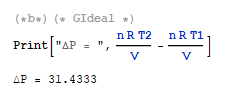 (*b*) (* GIdeal *)
Print["ΔP = ", n R T2 / V - n R T1 / V]
ΔP = 31.4333